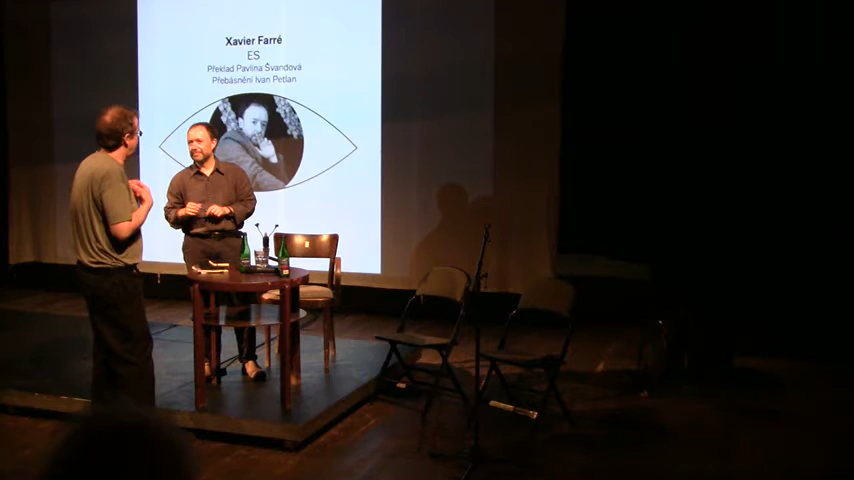 Xavier Farré
ES
Překlad Pavlína Švandová
Přebásnění Ivan Petlan